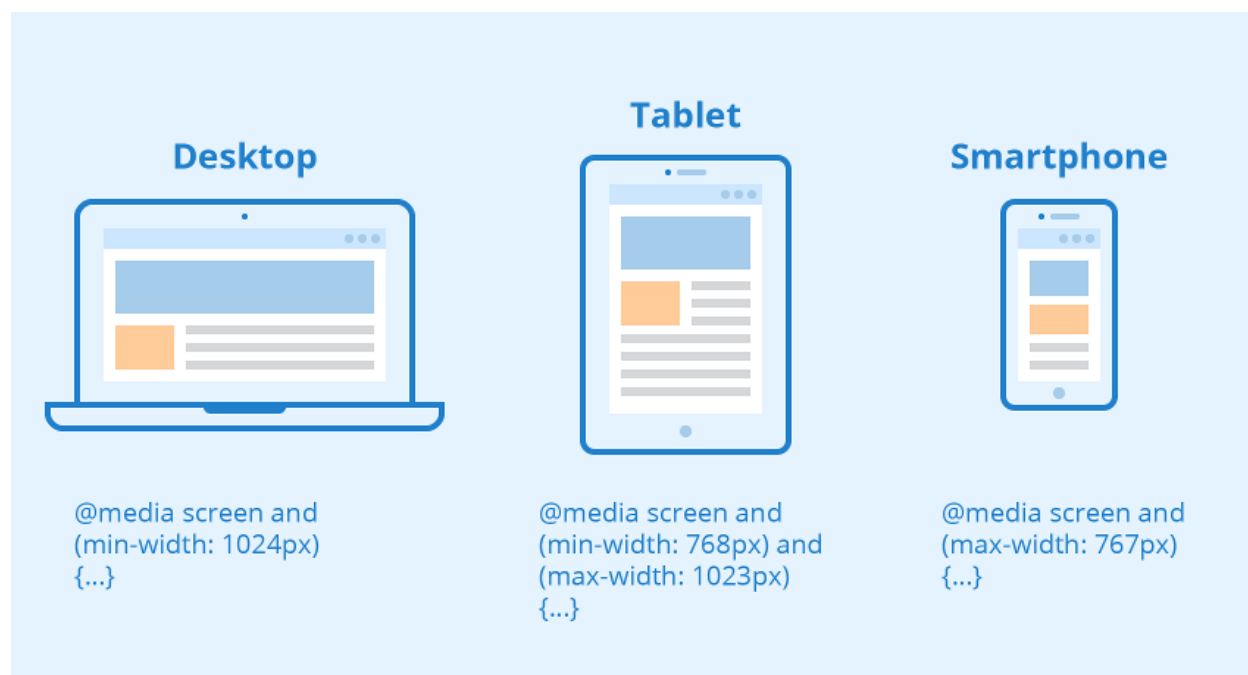 Desktop
@media screen and
(min-width: 1024px)
{...}
Tablet
@media screen and
(min-width: 768px) and
(max-width: 1023px)
{...}
Smartphone
@media screen and
(max-width: 767px)
{...}